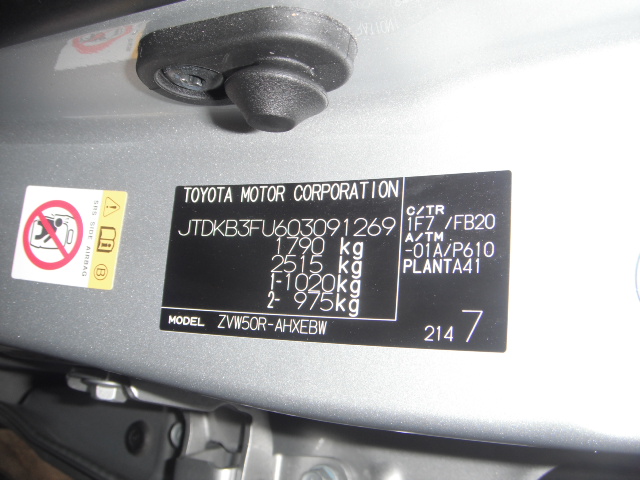 TOYOTA MOTOR CORPORATION
JTDKB3FU603091269
1790 kg
2515 kg
1-1020kg
2- 975kg
MODEL ZVW50R-AHXEBW
C/TR
1F7 /FB20
A/TM
-01A/P610
PLANTA41
214 7
SRS SIDE AIRBAG
B